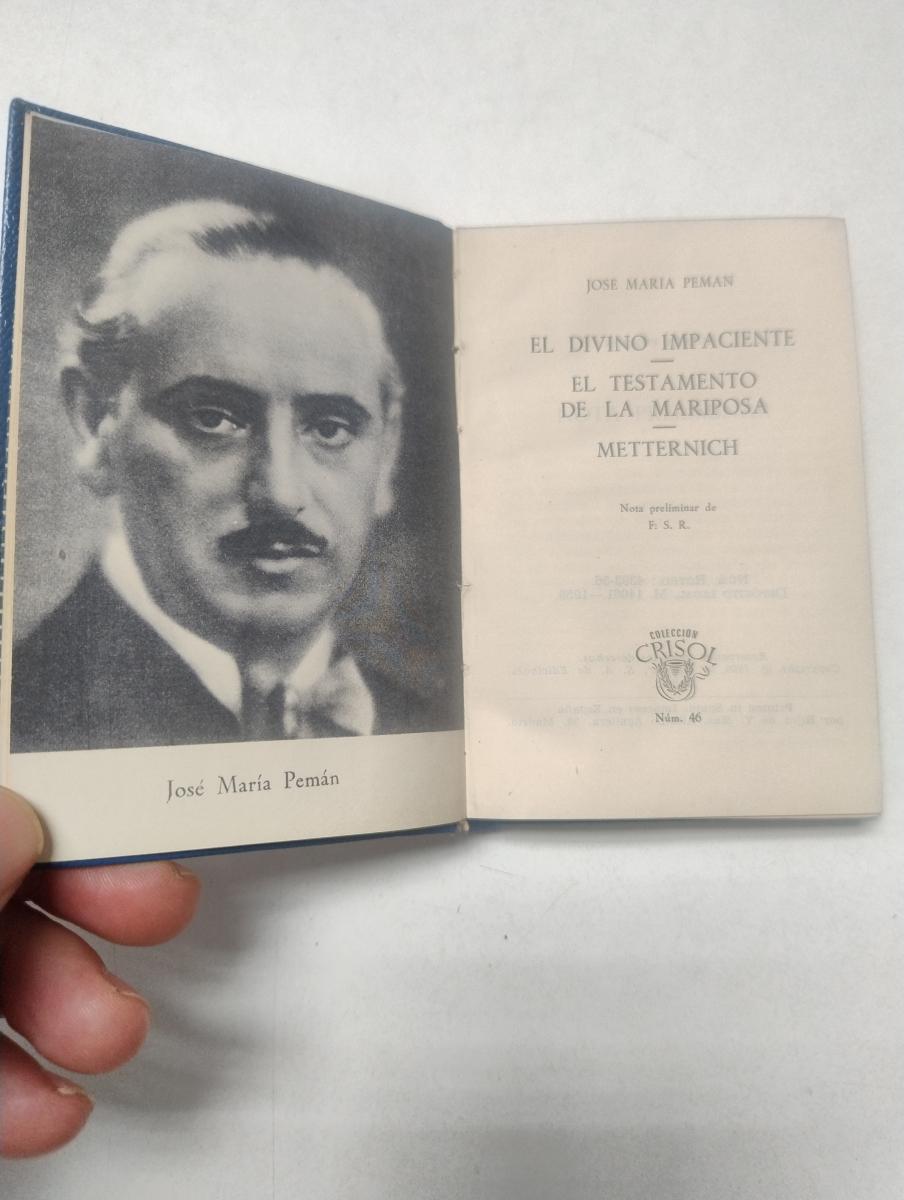 José María Pemán
JOSE MARIA PEMAN
EL DIVINO IMPACIENTE
EL TESTAMENTO
DE LA MARIPOSA
METTERNICH
Nota preliminar de
F. S. R.
COLECCION
CRISOL
Núm. 46